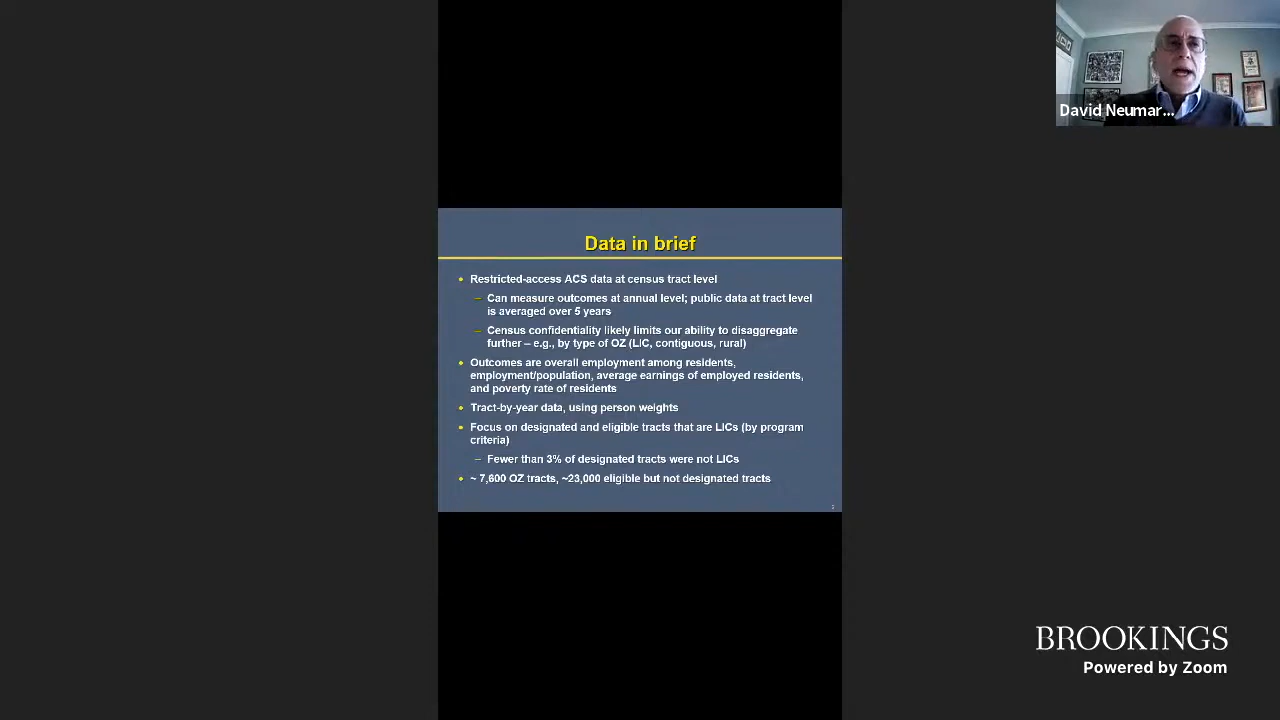 David Neumar...
Data in brief
• Restricted-access ACS data at census tract level
– Can measure outcomes at annual level; public data at tract level
is averaged over 5 years
– Census confidentiality likely limits our ability to disaggregate
further – e.g., by type of OZ (LIC, contiguous, rural)
• Outcomes are overall employment among residents,
employment/population, average earnings of employed residents,
and poverty rate of residents
• Tract-by-year data, using person weights
• Focus on designated and eligible tracts that are LICs (by program
criteria)
– Fewer than 3% of designated tracts were not LICs
• ~ 7,600 OZ tracts, ~23,000 eligible but not designated tracts
BROOKINGS
Powered by Zoom